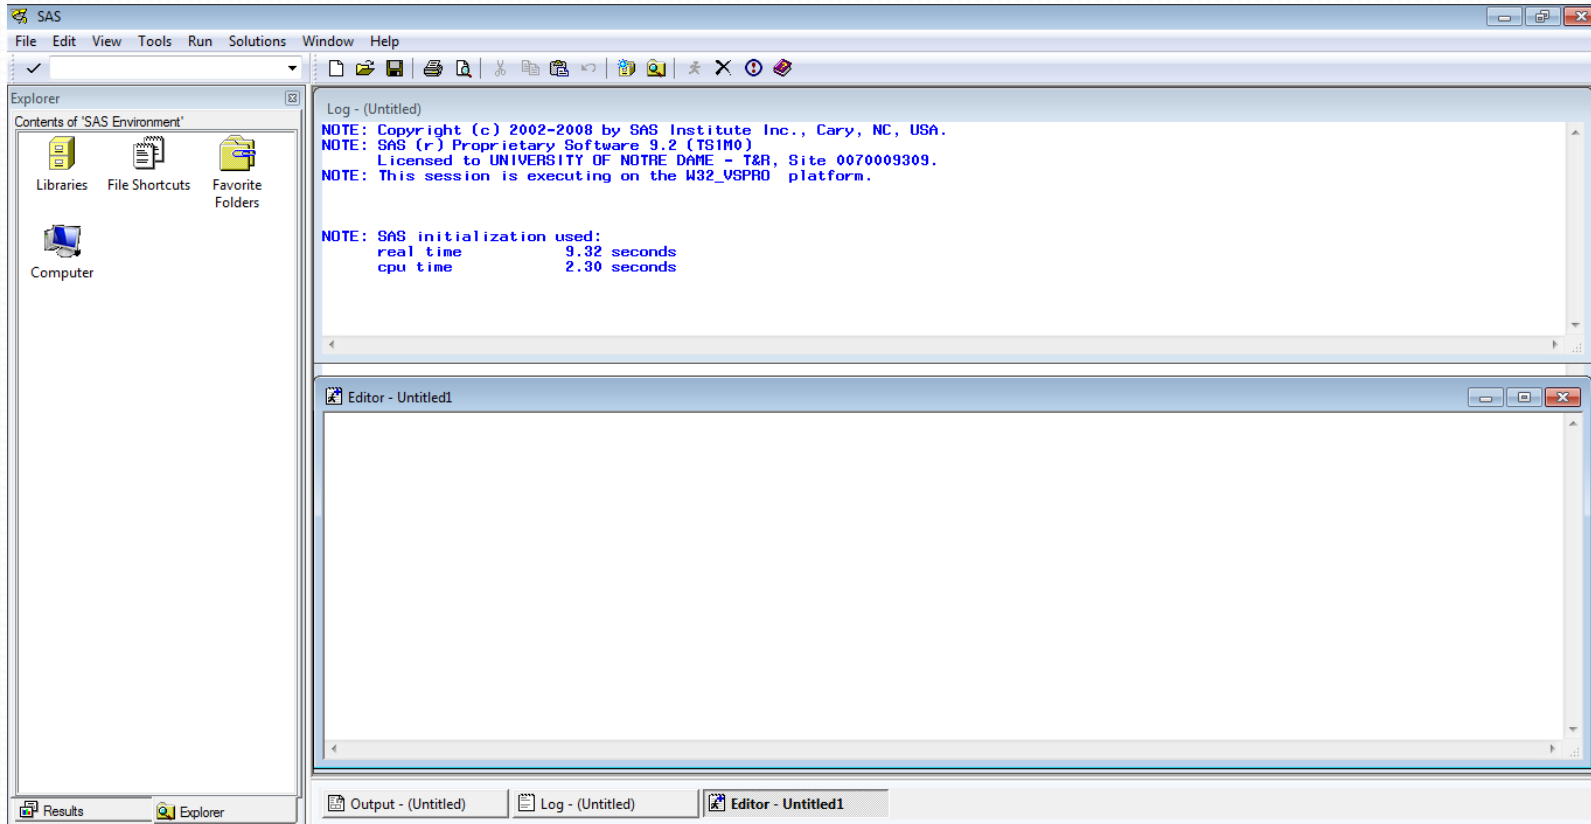 SAS
File Edit View Tools Run Solutions Window Help
Explorer
Contents of 'SAS Environment'
Libraries File Shortcuts Favorite Folders
Computer
Log - (Untitled)
NOTE: Copyright (c) 2002-2008 by SAS Institute Inc., Cary, NC, USA.
NOTE: SAS (r) Proprietary Software 9.2 (TS1M0)
Licensed to UNIVERSITY OF NOTRE DAME - T&R, Site 0070009309.
NOTE: This session is executing on the W32_VSPRO platform.
NOTE: SAS initialization used:
real time 9.32 seconds
cpu time 2.30 seconds
Editor - Untitled1
Results Explorer
Output - (Untitled) Log - (Untitled) Editor - Untitled1